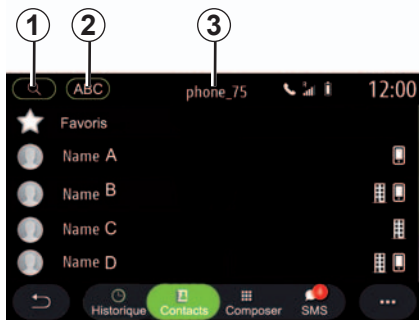 1 2 3
ABC phone_75 12:00
Favoris
Name A
Name B
Name C
Name D
Historique Contacts Composer SMS